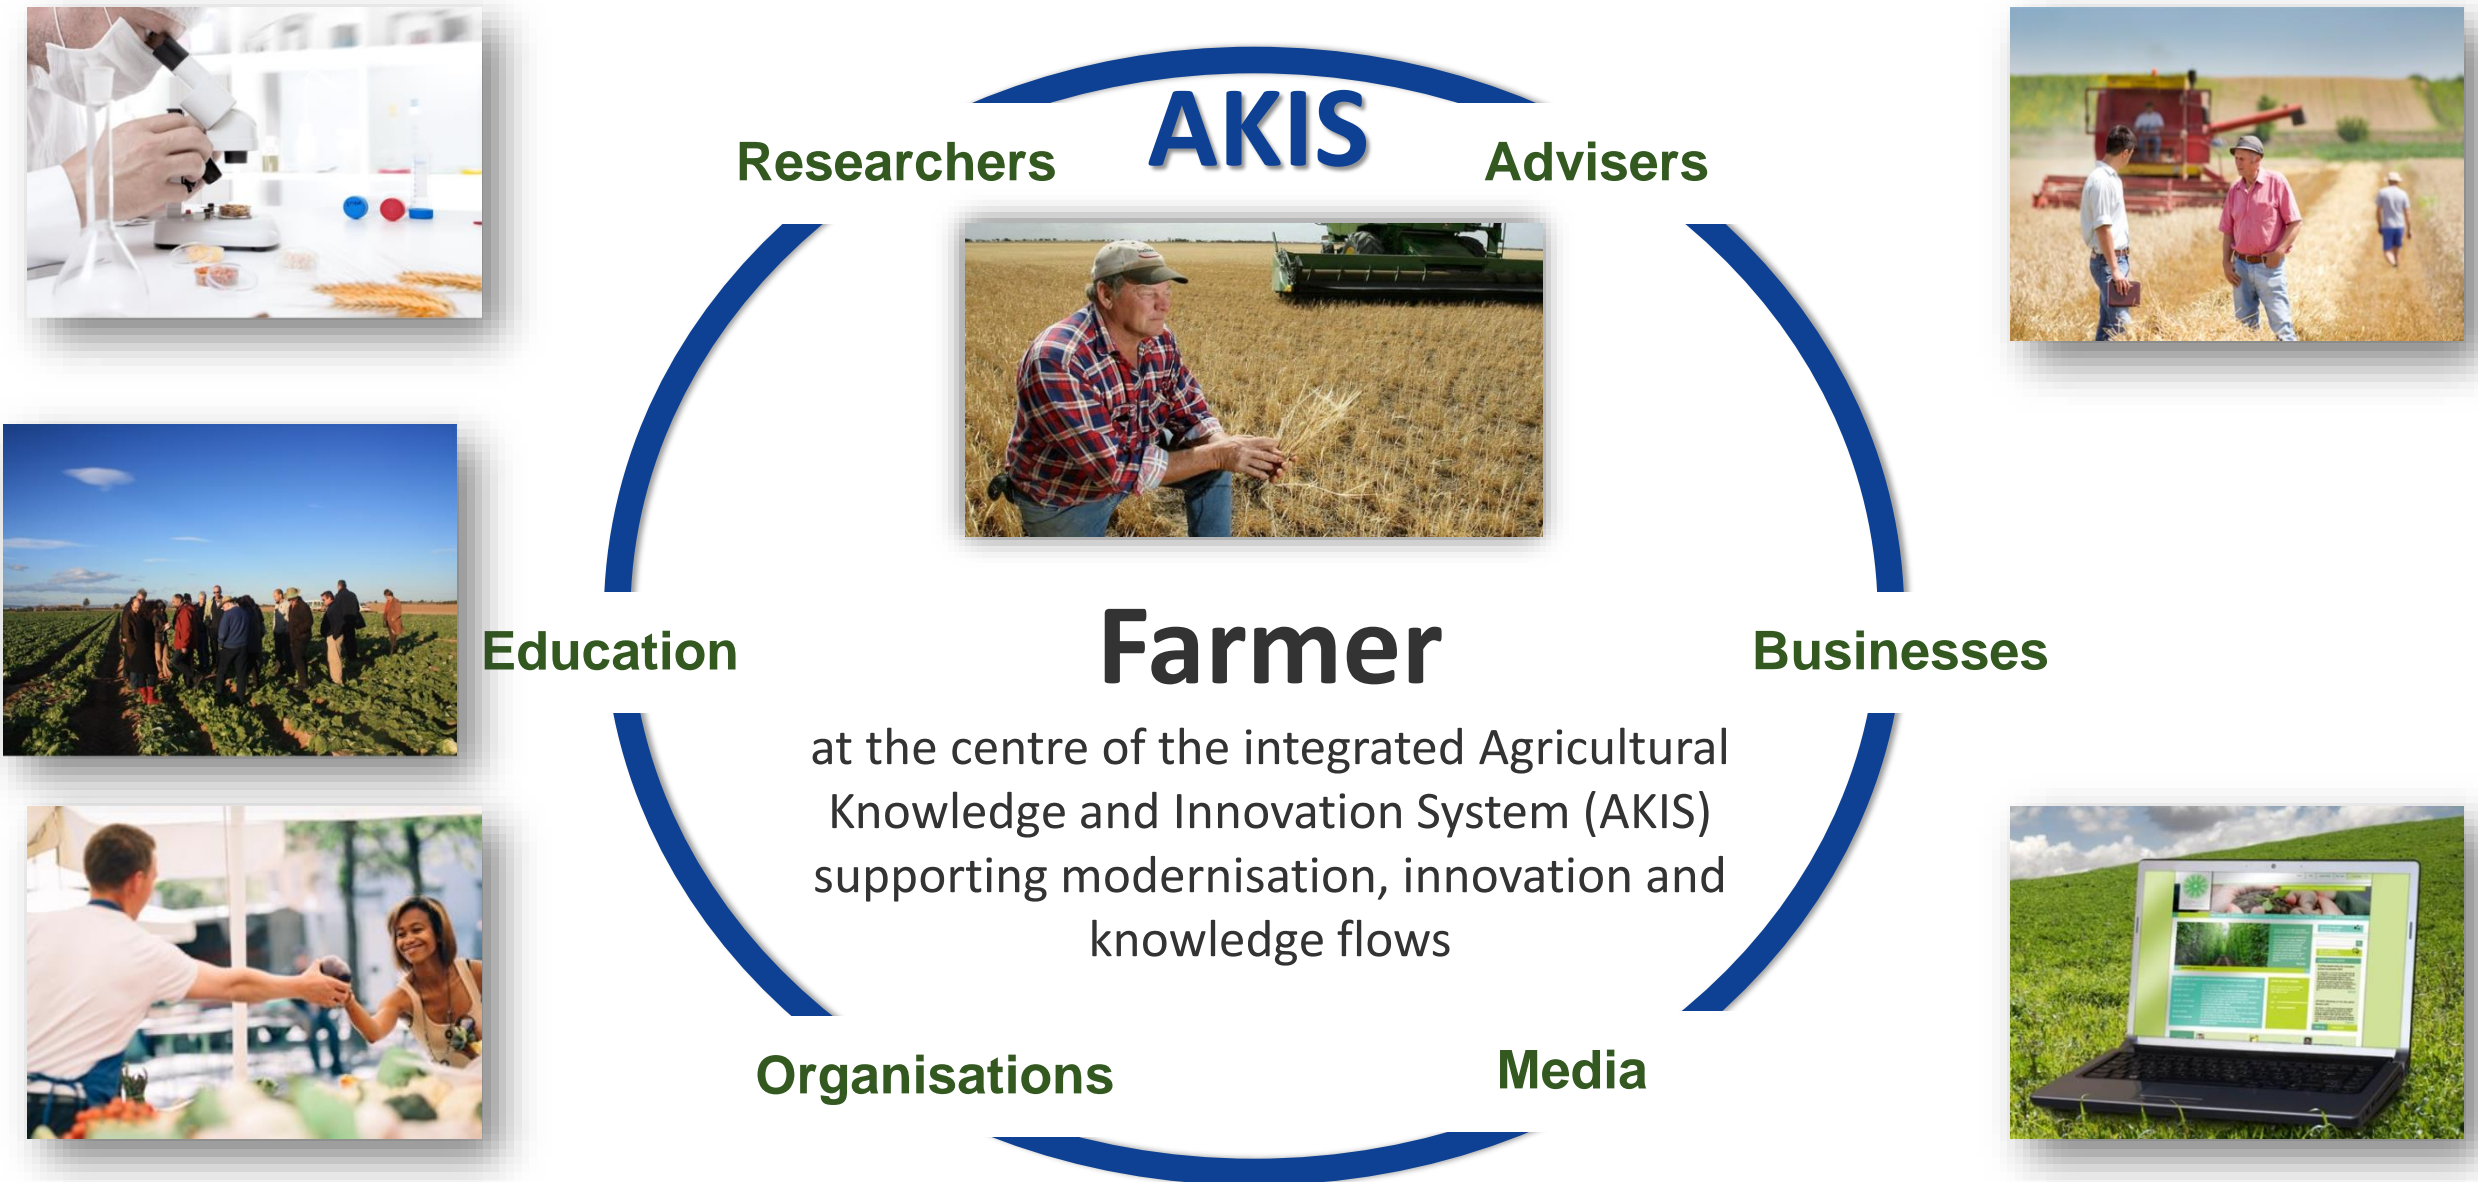 AKIS
Researchers
Advisers
Education
Farmer
Businesses
at the centre of the integrated Agricultural
Knowledge and Innovation System (AKIS)
supporting modernisation, innovation and
knowledge flows
Organisations
Media